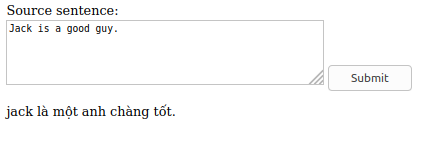 Source sentence:
Jack is a good guy.
Submit
jack là một anh chàng tốt.